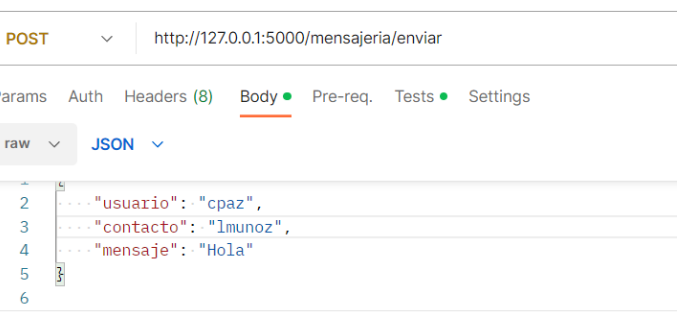 POST http://127.0.0.1:5000/mensajeria/enviar
arams Auth Headers (8) Body Pre-req. Tests Settings
raw JSON
1 {
2 "usuario": "cpaz",
3 "contacto": "lmunoz",
4 "mensaje": "Hola"
5 }
6